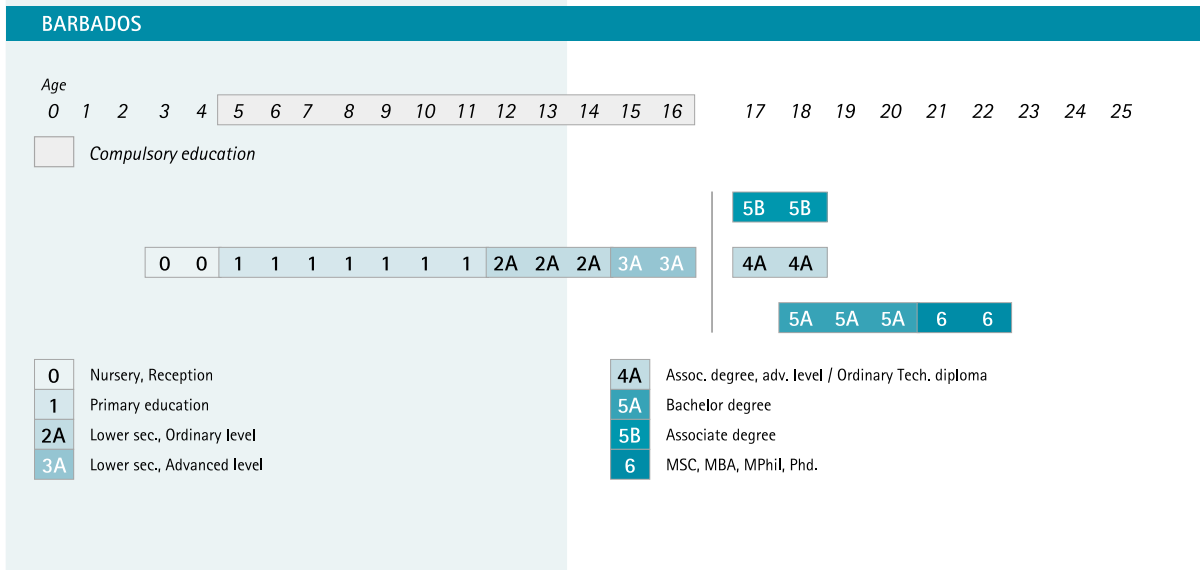 BARBADOS
Age
0 1 2 3 4 5 6 7 8 9 10 11 12 13 14 15 16 17 18 19 20 21 22 23 24 25
Compulsory education
5B 5B
0 0 1 1 1 1 1 1 1 2A 2A 2A 3A 3A 4A 4A
5A 5A 5A 6 6
0 Nursery, Reception
1 Primary education
2A Lower sec., Ordinary level
3A Lower sec., Advanced level
4A Assoc. degree, adv. level / Ordinary Tech. diploma
5A Bachelor degree
5B Associate degree
6 MSC, MBA, MPhil, Phd.